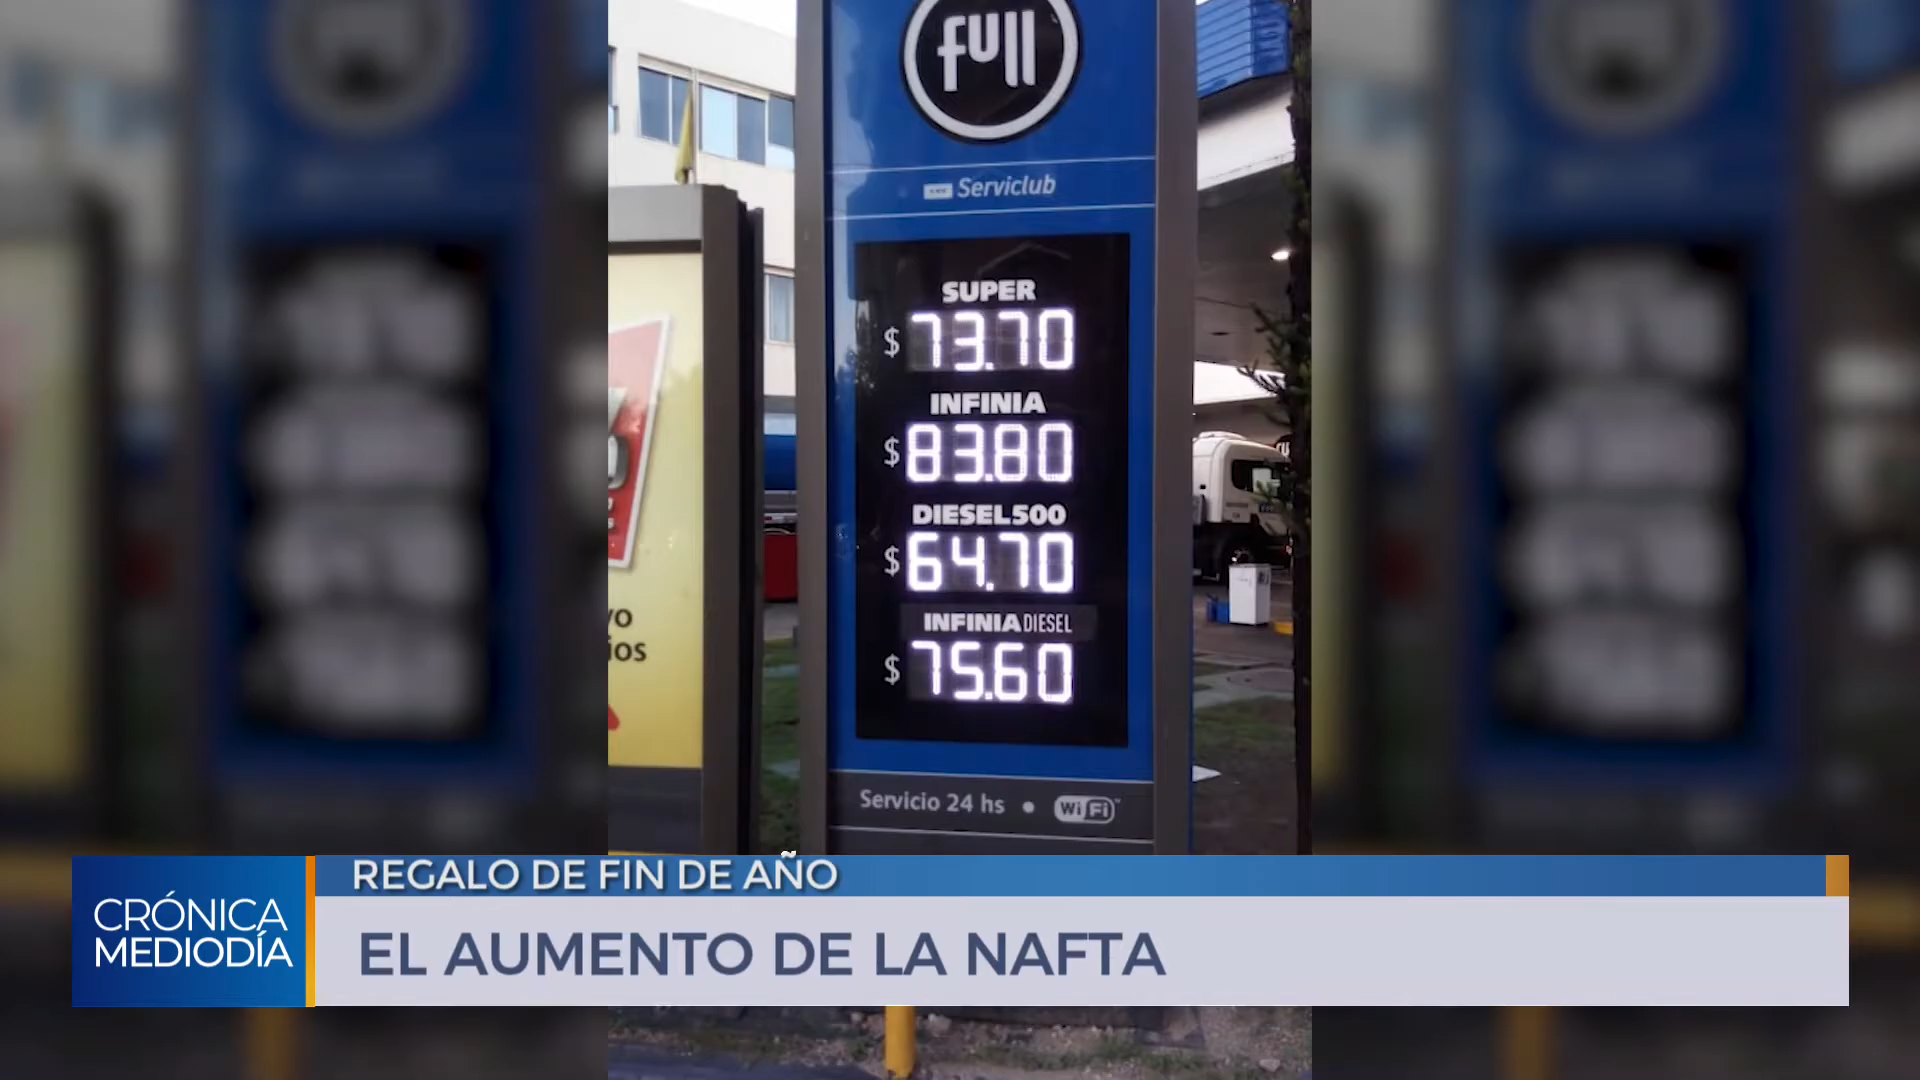 full
Serviclub
SUPER
$ 73.70
INFINIA
$ 83.80
DIESEL500
$ 64.70
INFINIA DIESEL
$ 75.60
Servicio 24 hs • WiFi
REGALO DE FIN DE AÑO
CRÓNICA
MEDIODÍA
EL AUMENTO DE LA NAFTA